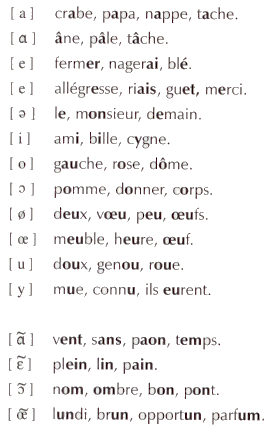 [ a ] crabe, papa, nappe, tache.
[ ɑ ] âne, pâle, tâche.
[ e ] fermer, nagerai, blé.
[ e ] allégresse, riais, guet, merci.
[ ə ] le, monsieur, demain.
[ i ] ami, bille, cygne.
[ o ] gauche, rose, dôme.
[ ɔ ] pomme, donner, corps.
[ ø ] deux, vœu, peu, œufs.
[ œ ] meuble, heure, œuf.
[ u ] doux, genou, roue.
[ y ] mue, connu, ils eurent.
[ ɑ̃ ] vent, sans, paon, temps.
[ ɛ̃ ] plein, lin, pain.
[ ɔ̃ ] nom, ombre, bon, pont.
[ œ̃ ] lundi, brun, opportun, parfum.